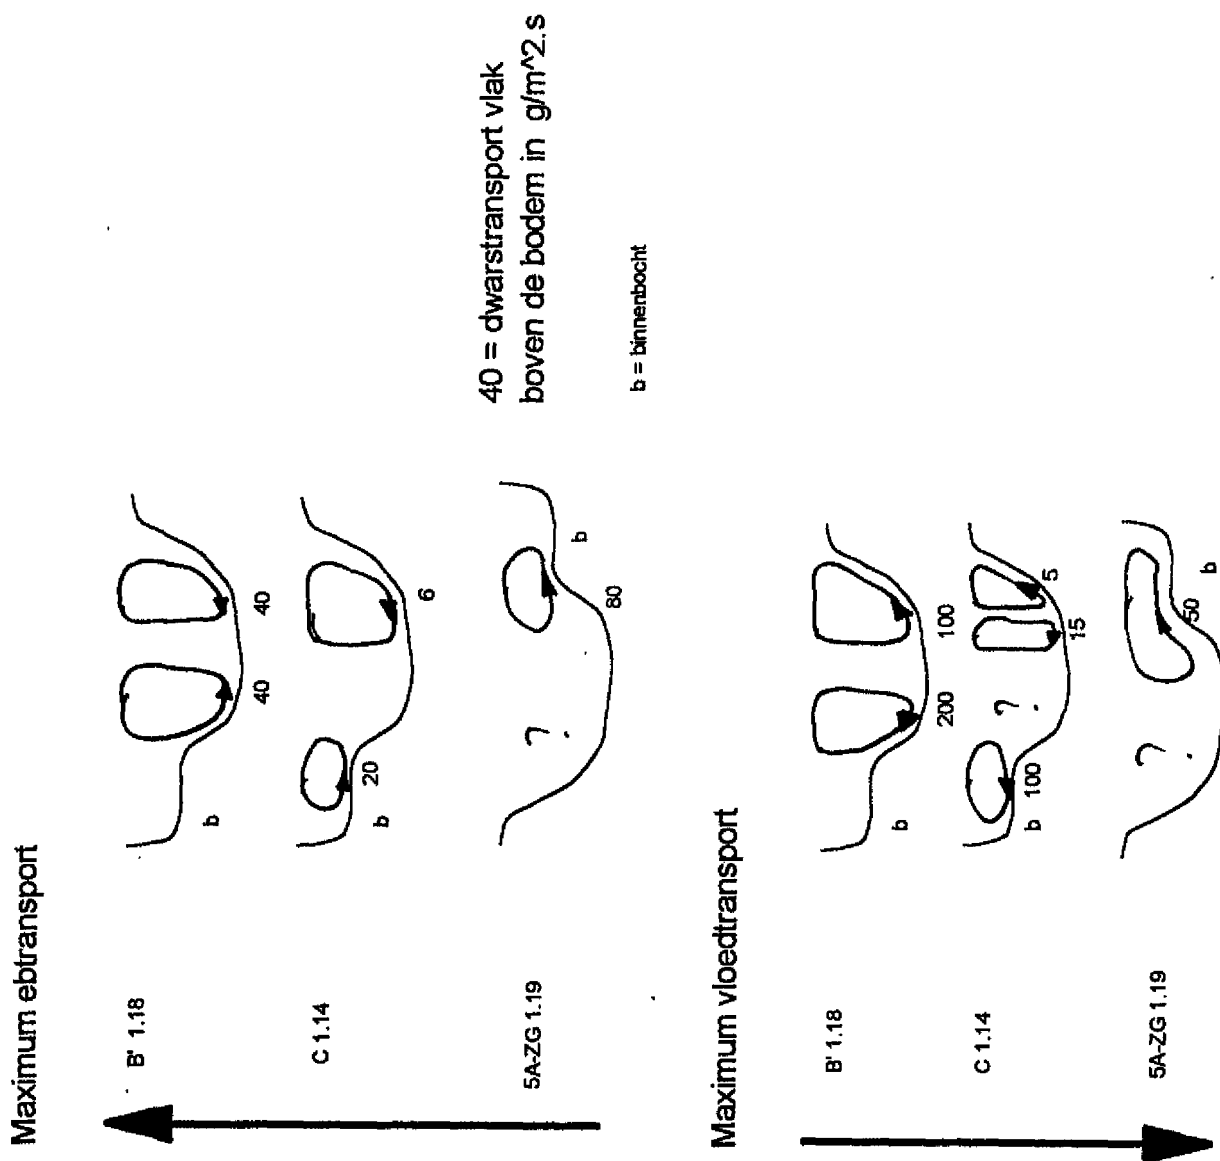 Maximum ebtransport
B' 1.18
b
40
40
C 1.14
b
20
6
5A-ZG 1.19
?
80
b
40 = dwarstransport vlak
boven de bodem in g/m^2.s
b = binnenbocht
Maximum vloedtransport
B' 1.18
b
200
100
C 1.14
b
100
?
15
5
5A-ZG 1.19
?
50
b